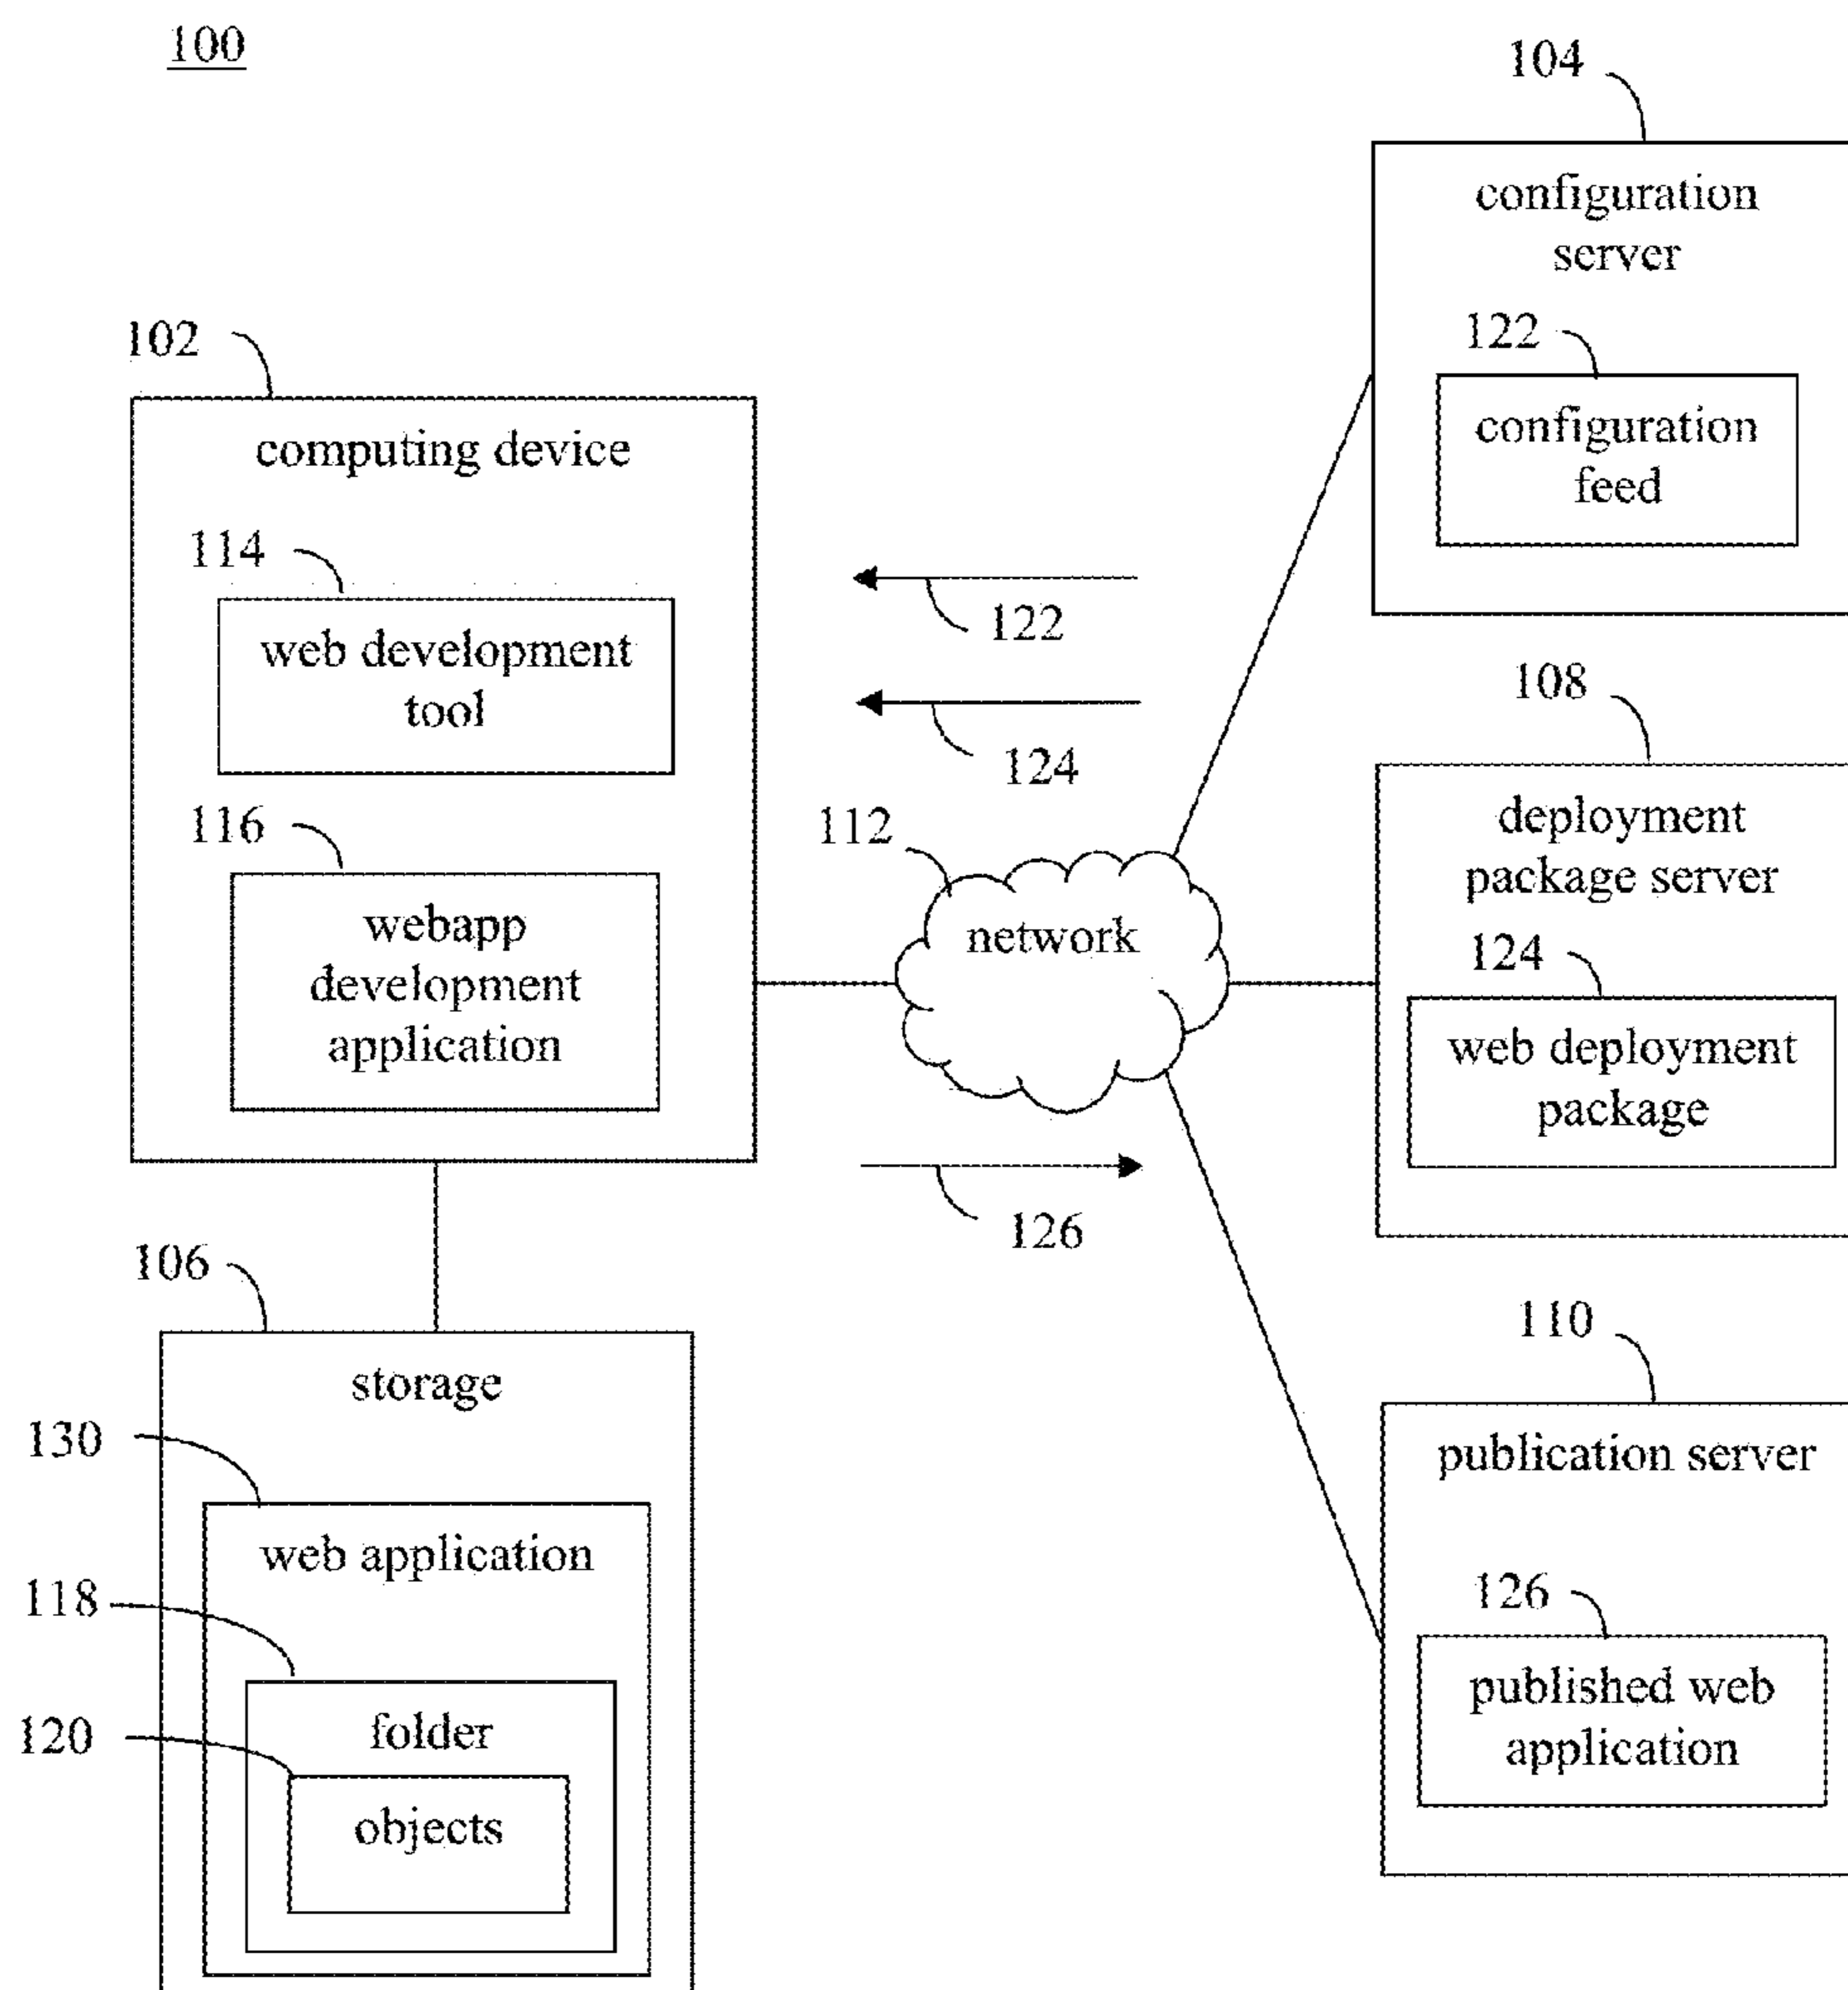 100
104
configuration
server
122
configuration
feed
102
computing device
114
web development
tool
116
webapp
development
application
122
124
112
network
126
108
deployment
package server
124
web deployment
package
106
storage
130
web application
118
folder
120
objects
110
publication server
126
published web
application